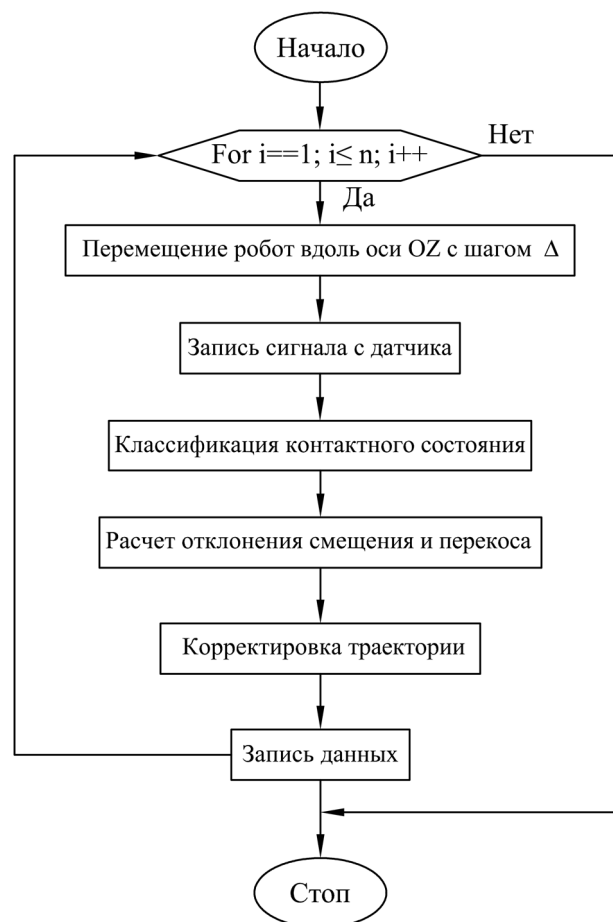 Начало
For i==1; i≤ n; i++
Нет
Да
Перемещение робот вдоль оси OZ с шагом Δ
Запись сигнала с датчика
Классификация контактного состояния
Расчет отклонения смещения и перекоса
Корректировка траектории
Запись данных
Стоп